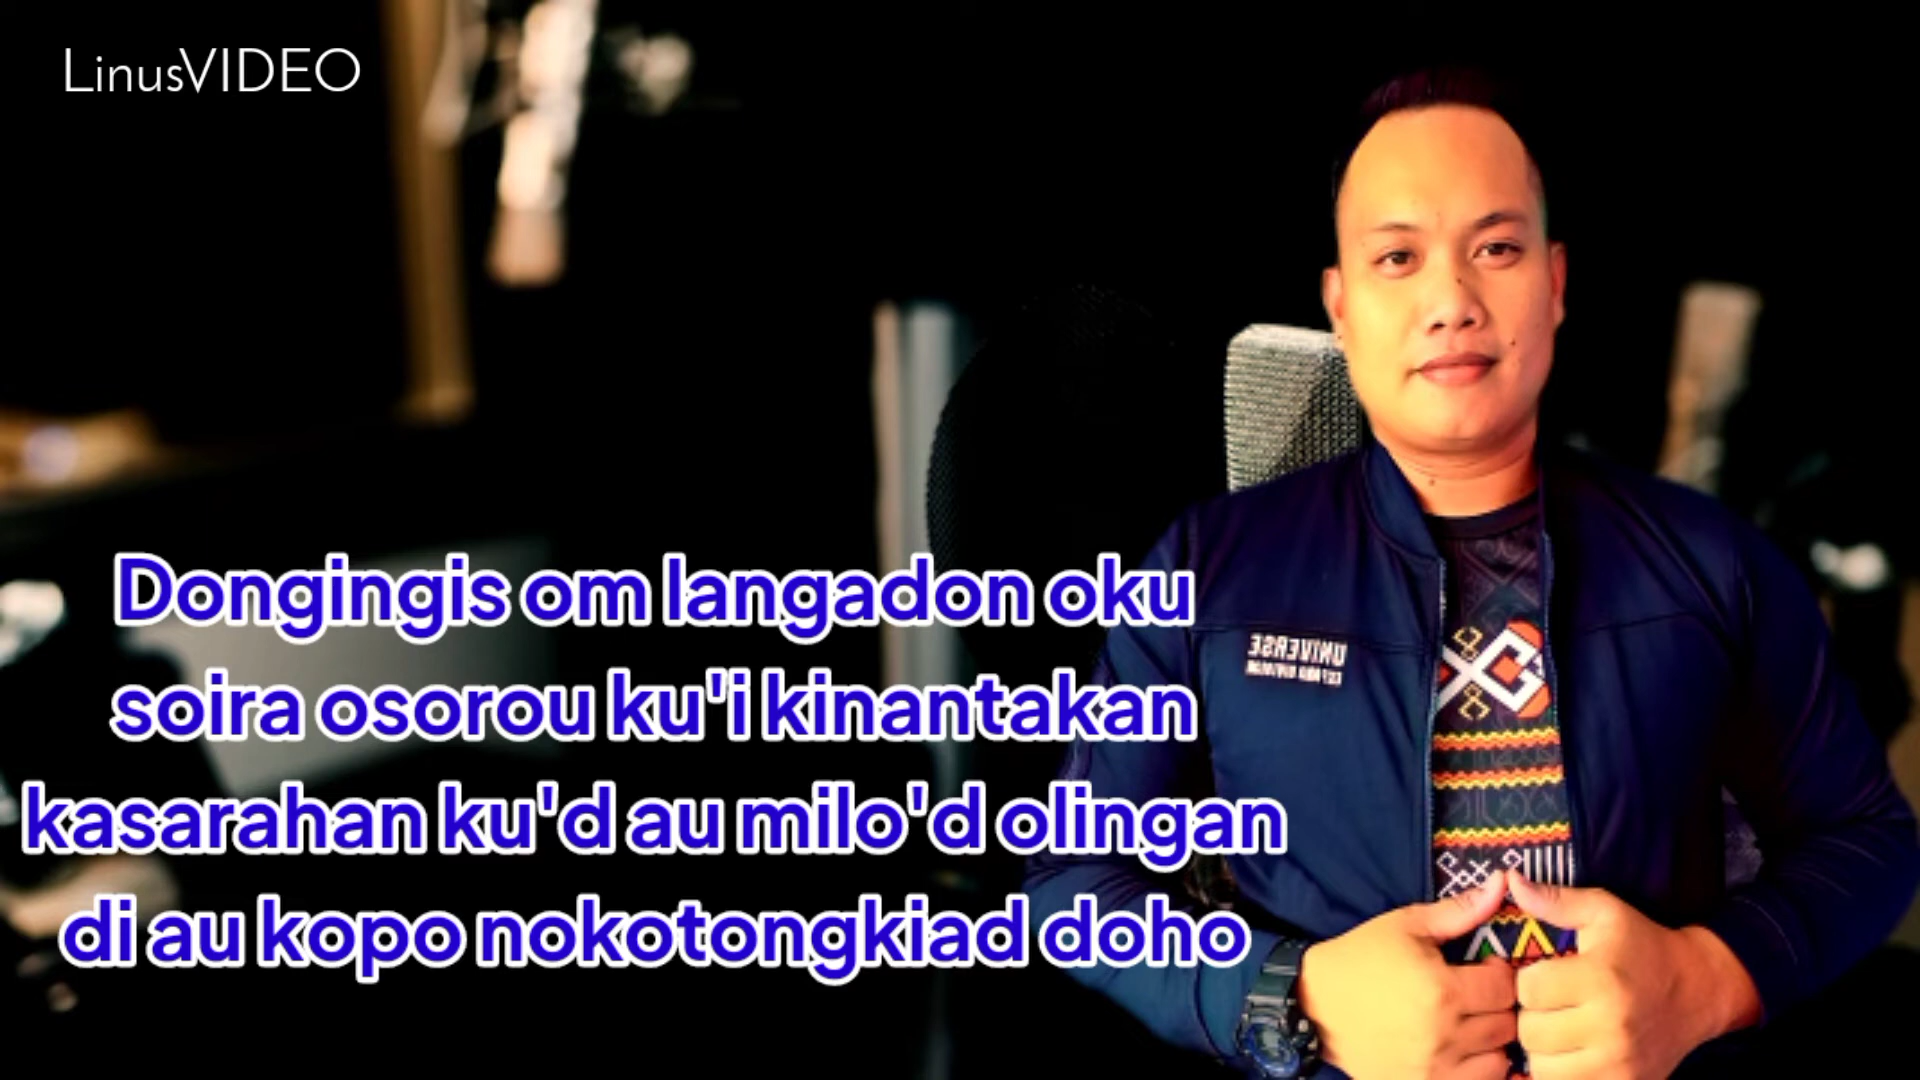 LinusVIDEO
Dongingis om langadon oku
soira osorou ku'i kinantakan
kasarahan ku'd au milo'd olingan
di au kopo nokotongkiad doho
UNIVERSE